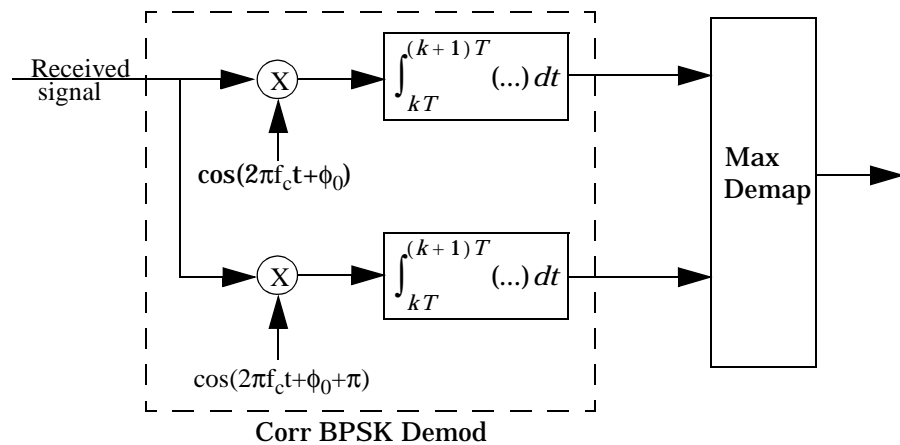 Received
signal
X
∫_{kT}^{(k+1)T} (...) dt
cos(2πf_ct+ϕ_0)
Max
Demap
X
∫_{kT}^{(k+1)T} (...) dt
cos(2πf_ct+ϕ_0+π)
Corr BPSK Demod